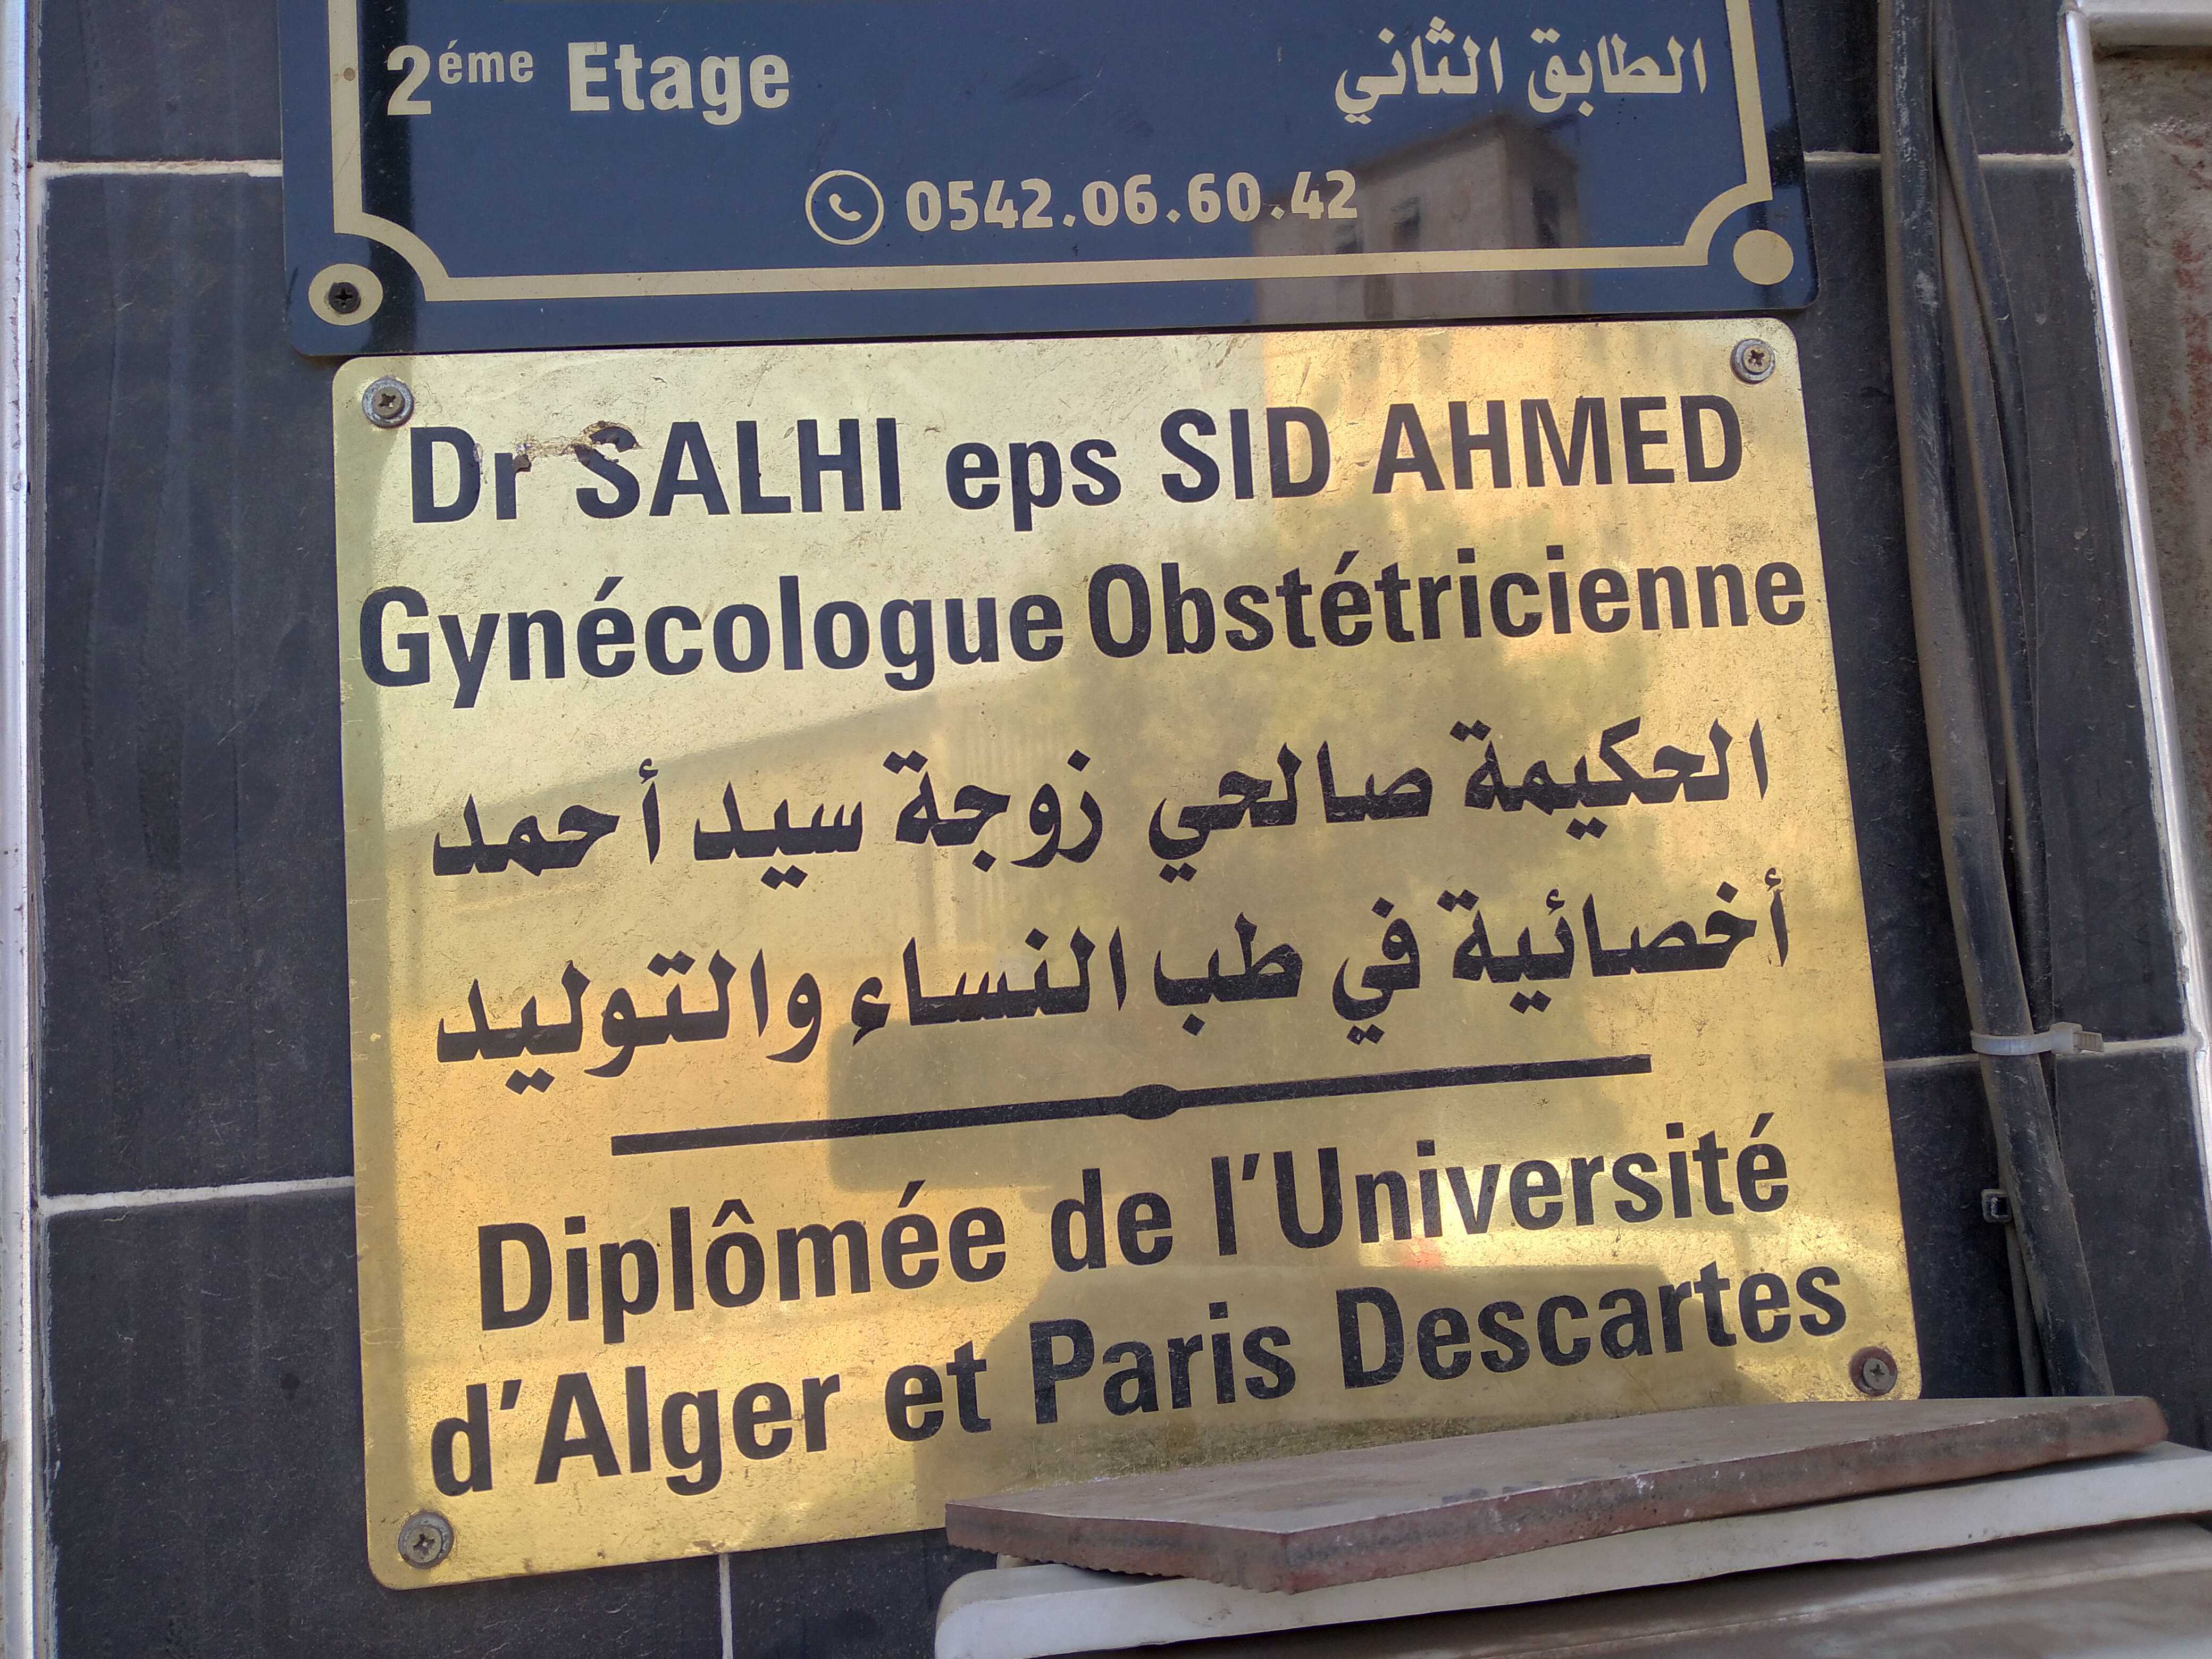 2éme Etage الطابق الثاني
0542.06.60.42
Dr SALHI eps SID AHMED
Gynécologue Obstétricienne
الحكيمة صالحي زوجة سيد أحمد
أخصائية في طب النساء والتوليد
Diplômée de l'Université
d'Alger et Paris Descartes